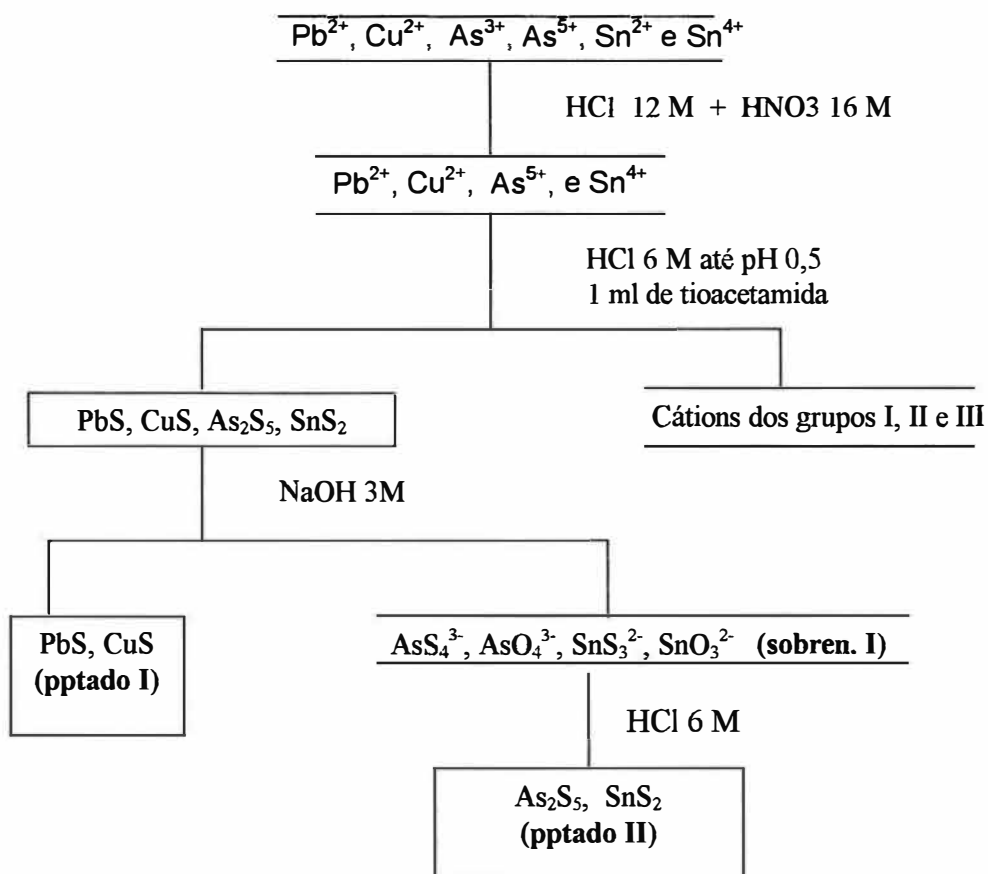 Pb²⁺, Cu²⁺, As³⁺, As⁵⁺, Sn²⁺ e Sn⁴⁺
HCl 12 M + HNO3 16 M
Pb²⁺, Cu²⁺, As⁵⁺, e Sn⁴⁺
HCl 6 M até pH 0,5
1 ml de tioacetamida
PbS, CuS, As₂S₅, SnS₂
Cátions dos grupos I, II e III
NaOH 3M
PbS, CuS
(pptado I)
AsS₄³⁻, AsO₄³⁻, SnS₃²⁻, SnO₃²⁻ (sobren. I)
HCl 6 M
As₂S₅, SnS₂
(pptado II)